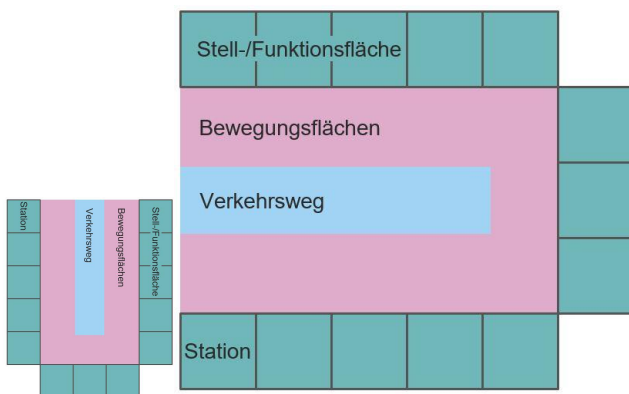 Stell-/Funktionsfläche
Bewegungsflächen
Verkehrsweg
Station
Station
Verkehrsweg
Bewegungsflächen
Stell-/Funktionsfläche